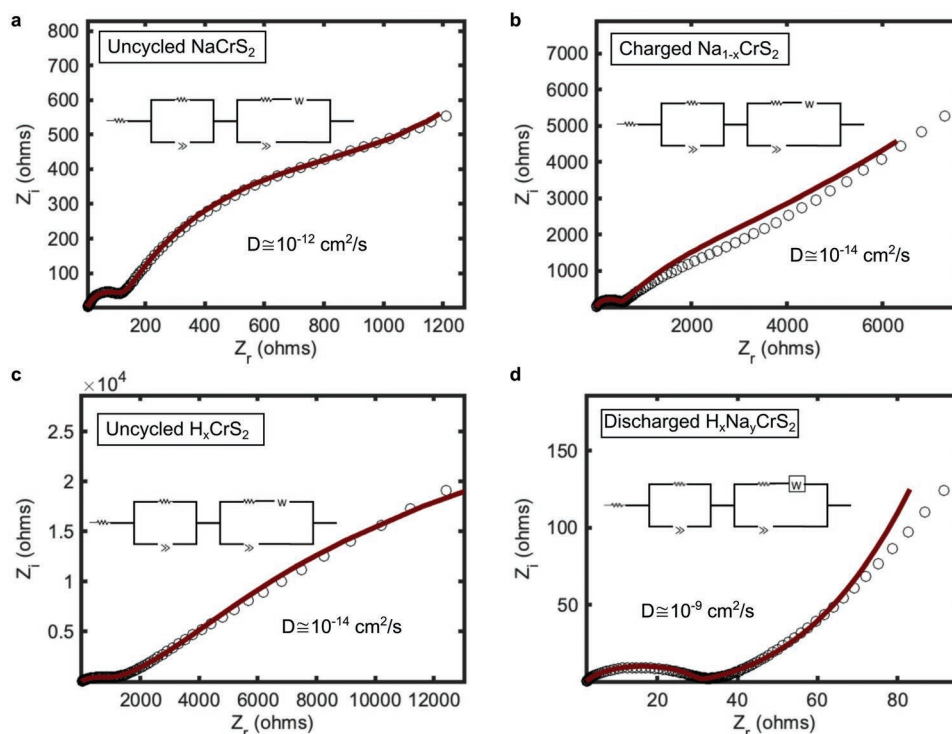 a
Uncycled NaCrS₂
800
700
600
500
400
300
200
100
Zᵢ (ohms)
W
D≅10⁻¹² cm²/s
200 400 600 800 1000 1200
Zᵣ (ohms)
b
Charged Na₁₋ₓCrS₂
7000
6000
5000
4000
3000
2000
1000
0
Zᵢ (ohms)
W
D≅10⁻¹⁴ cm²/s
2000 4000 6000
Zᵣ (ohms)
c
× 10⁴
Uncycled HₓCrS₂
2.5
2
1.5
1
0.5
Zᵢ (ohms)
W
D≅10⁻¹⁴ cm²/s
2000 4000 6000 8000 10000 12000
Zᵣ (ohms)
d
Discharged HₓNaᵧCrS₂
150
100
50
Zᵢ (ohms)
W
D≅10⁻⁹ cm²/s
20 40 60 80
Zᵣ (ohms)